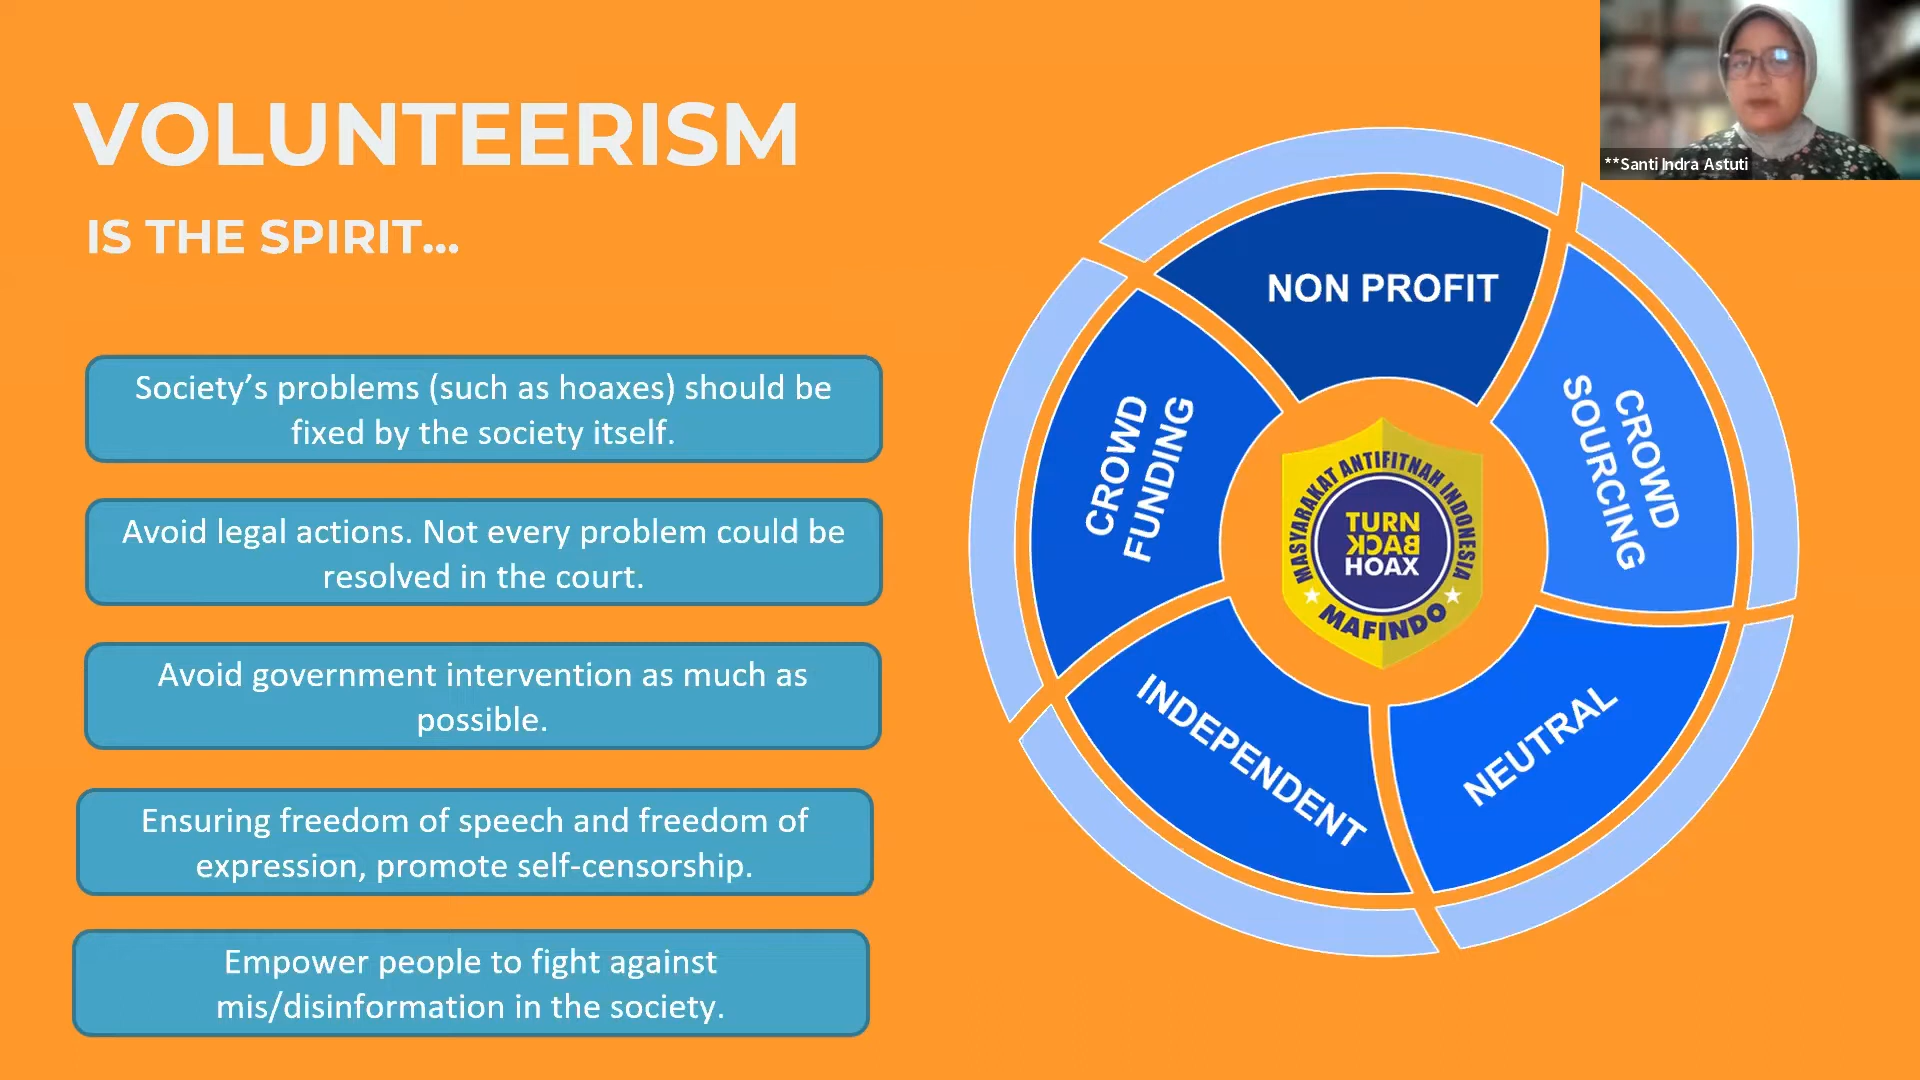 VOLUNTEERISM
IS THE SPIRIT...
Society’s problems (such as hoaxes) should be
fixed by the society itself.
Avoid legal actions. Not every problem could be
resolved in the court.
Avoid government intervention as much as
possible.
Ensuring freedom of speech and freedom of
expression, promote self-censorship.
Empower people to fight against
mis/disinformation in the society.
NON PROFIT
CROWD
SOURCING
NEUTRAL
INDEPENDENT
CROWD
FUNDING
MASYARAKAT ANTIFITNAH INDONESIA
TURN
BACK
HOAX
MAFINDO
**Santi Indra Astuti